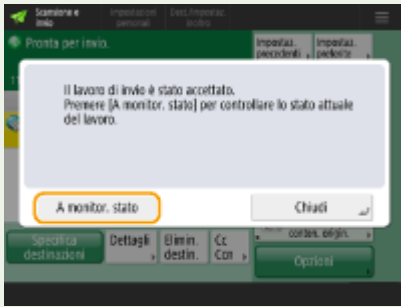 Scansione e
invio
Impostazioni
personali
Dest./Impostaz.
inoltro
Pronta per invio.
Impostaz.
precedenti
Impostaz.
preferite
Il lavoro di invio è stato accettato.
Premere [A monitor. stato] per controllare lo stato attuale
del lavoro.
A monitor. stato
Chiudi
Specifica
destinazioni
Dettagli
Elimin.
destin.
Cc
Ccn
conten. origin.
Opzioni